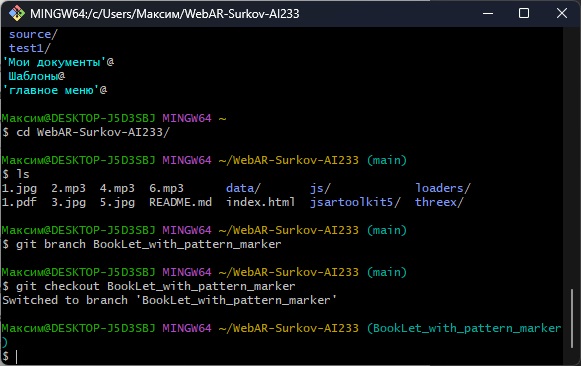 MINGW64:/c/Users/Максим/WebAR-Surkov-AI233
source/
test1/
'Мои документы'@
Шаблоны@
'главное меню'@
Максим@DESKTOP-J5D3SBJ MINGW64 ~
$ cd WebAR-Surkov-AI233/
Максим@DESKTOP-J5D3SBJ MINGW64 ~/WebAR-Surkov-AI233 (main)
$ ls
1.jpg  2.mp3  4.mp3  6.mp3      data/       js/           loaders/
1.pdf  3.jpg  5.jpg  README.md  index.html  jsartoolkit5/  threex/
Максим@DESKTOP-J5D3SBJ MINGW64 ~/WebAR-Surkov-AI233 (main)
$ git branch BookLet_with_pattern_marker
Максим@DESKTOP-J5D3SBJ MINGW64 ~/WebAR-Surkov-AI233 (main)
$ git checkout BookLet_with_pattern_marker
Switched to branch 'BookLet_with_pattern_marker'
Максим@DESKTOP-J5D3SBJ MINGW64 ~/WebAR-Surkov-AI233 (BookLet_with_pattern_marker
)
$